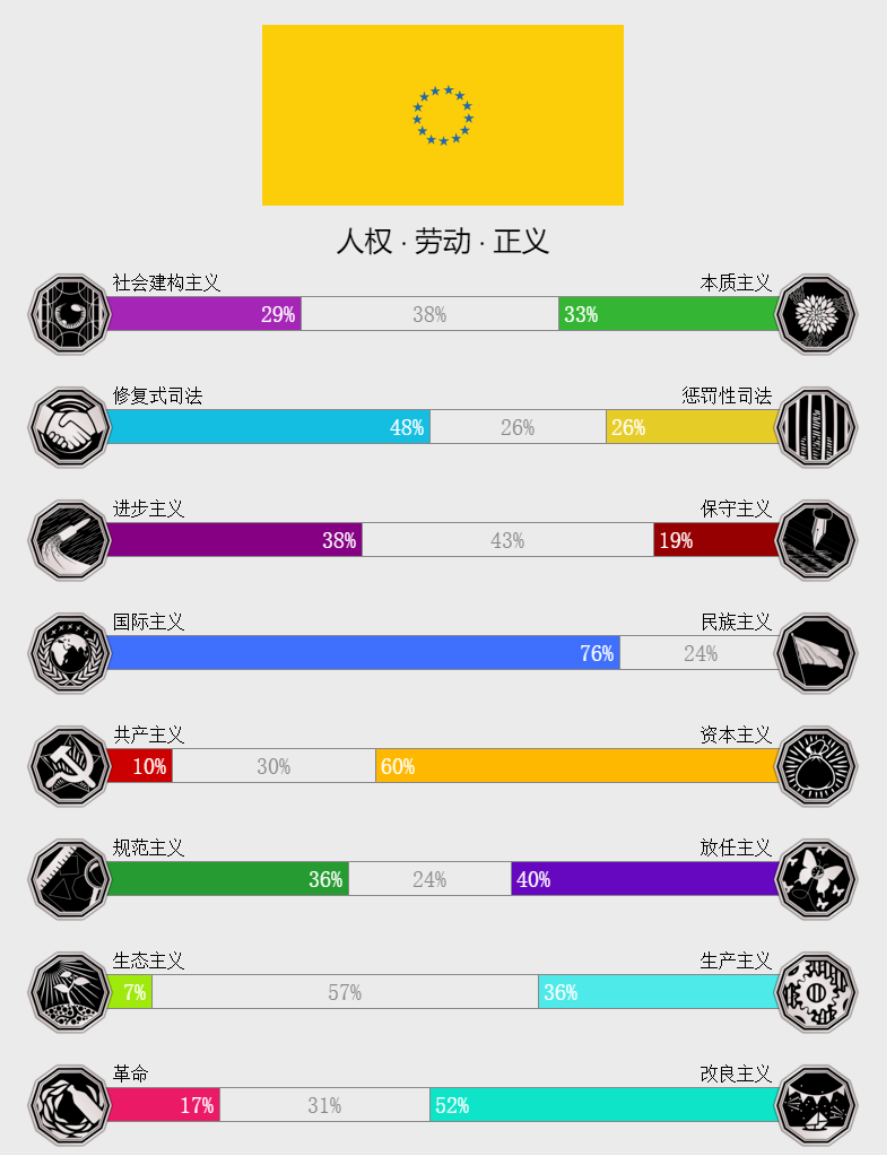 人权 · 劳动 · 正义
社会建构主义 本质主义
29% 38% 33%
修复式司法 惩罚性司法
48% 26% 26%
进步主义 保守主义
38% 43% 19%
国际主义 民族主义
76% 24%
共产主义 资本主义
10% 30% 60%
规范主义 放任主义
36% 24% 40%
生态主义 生产主义
7% 57% 36%
革命 改良主义
17% 31% 52%